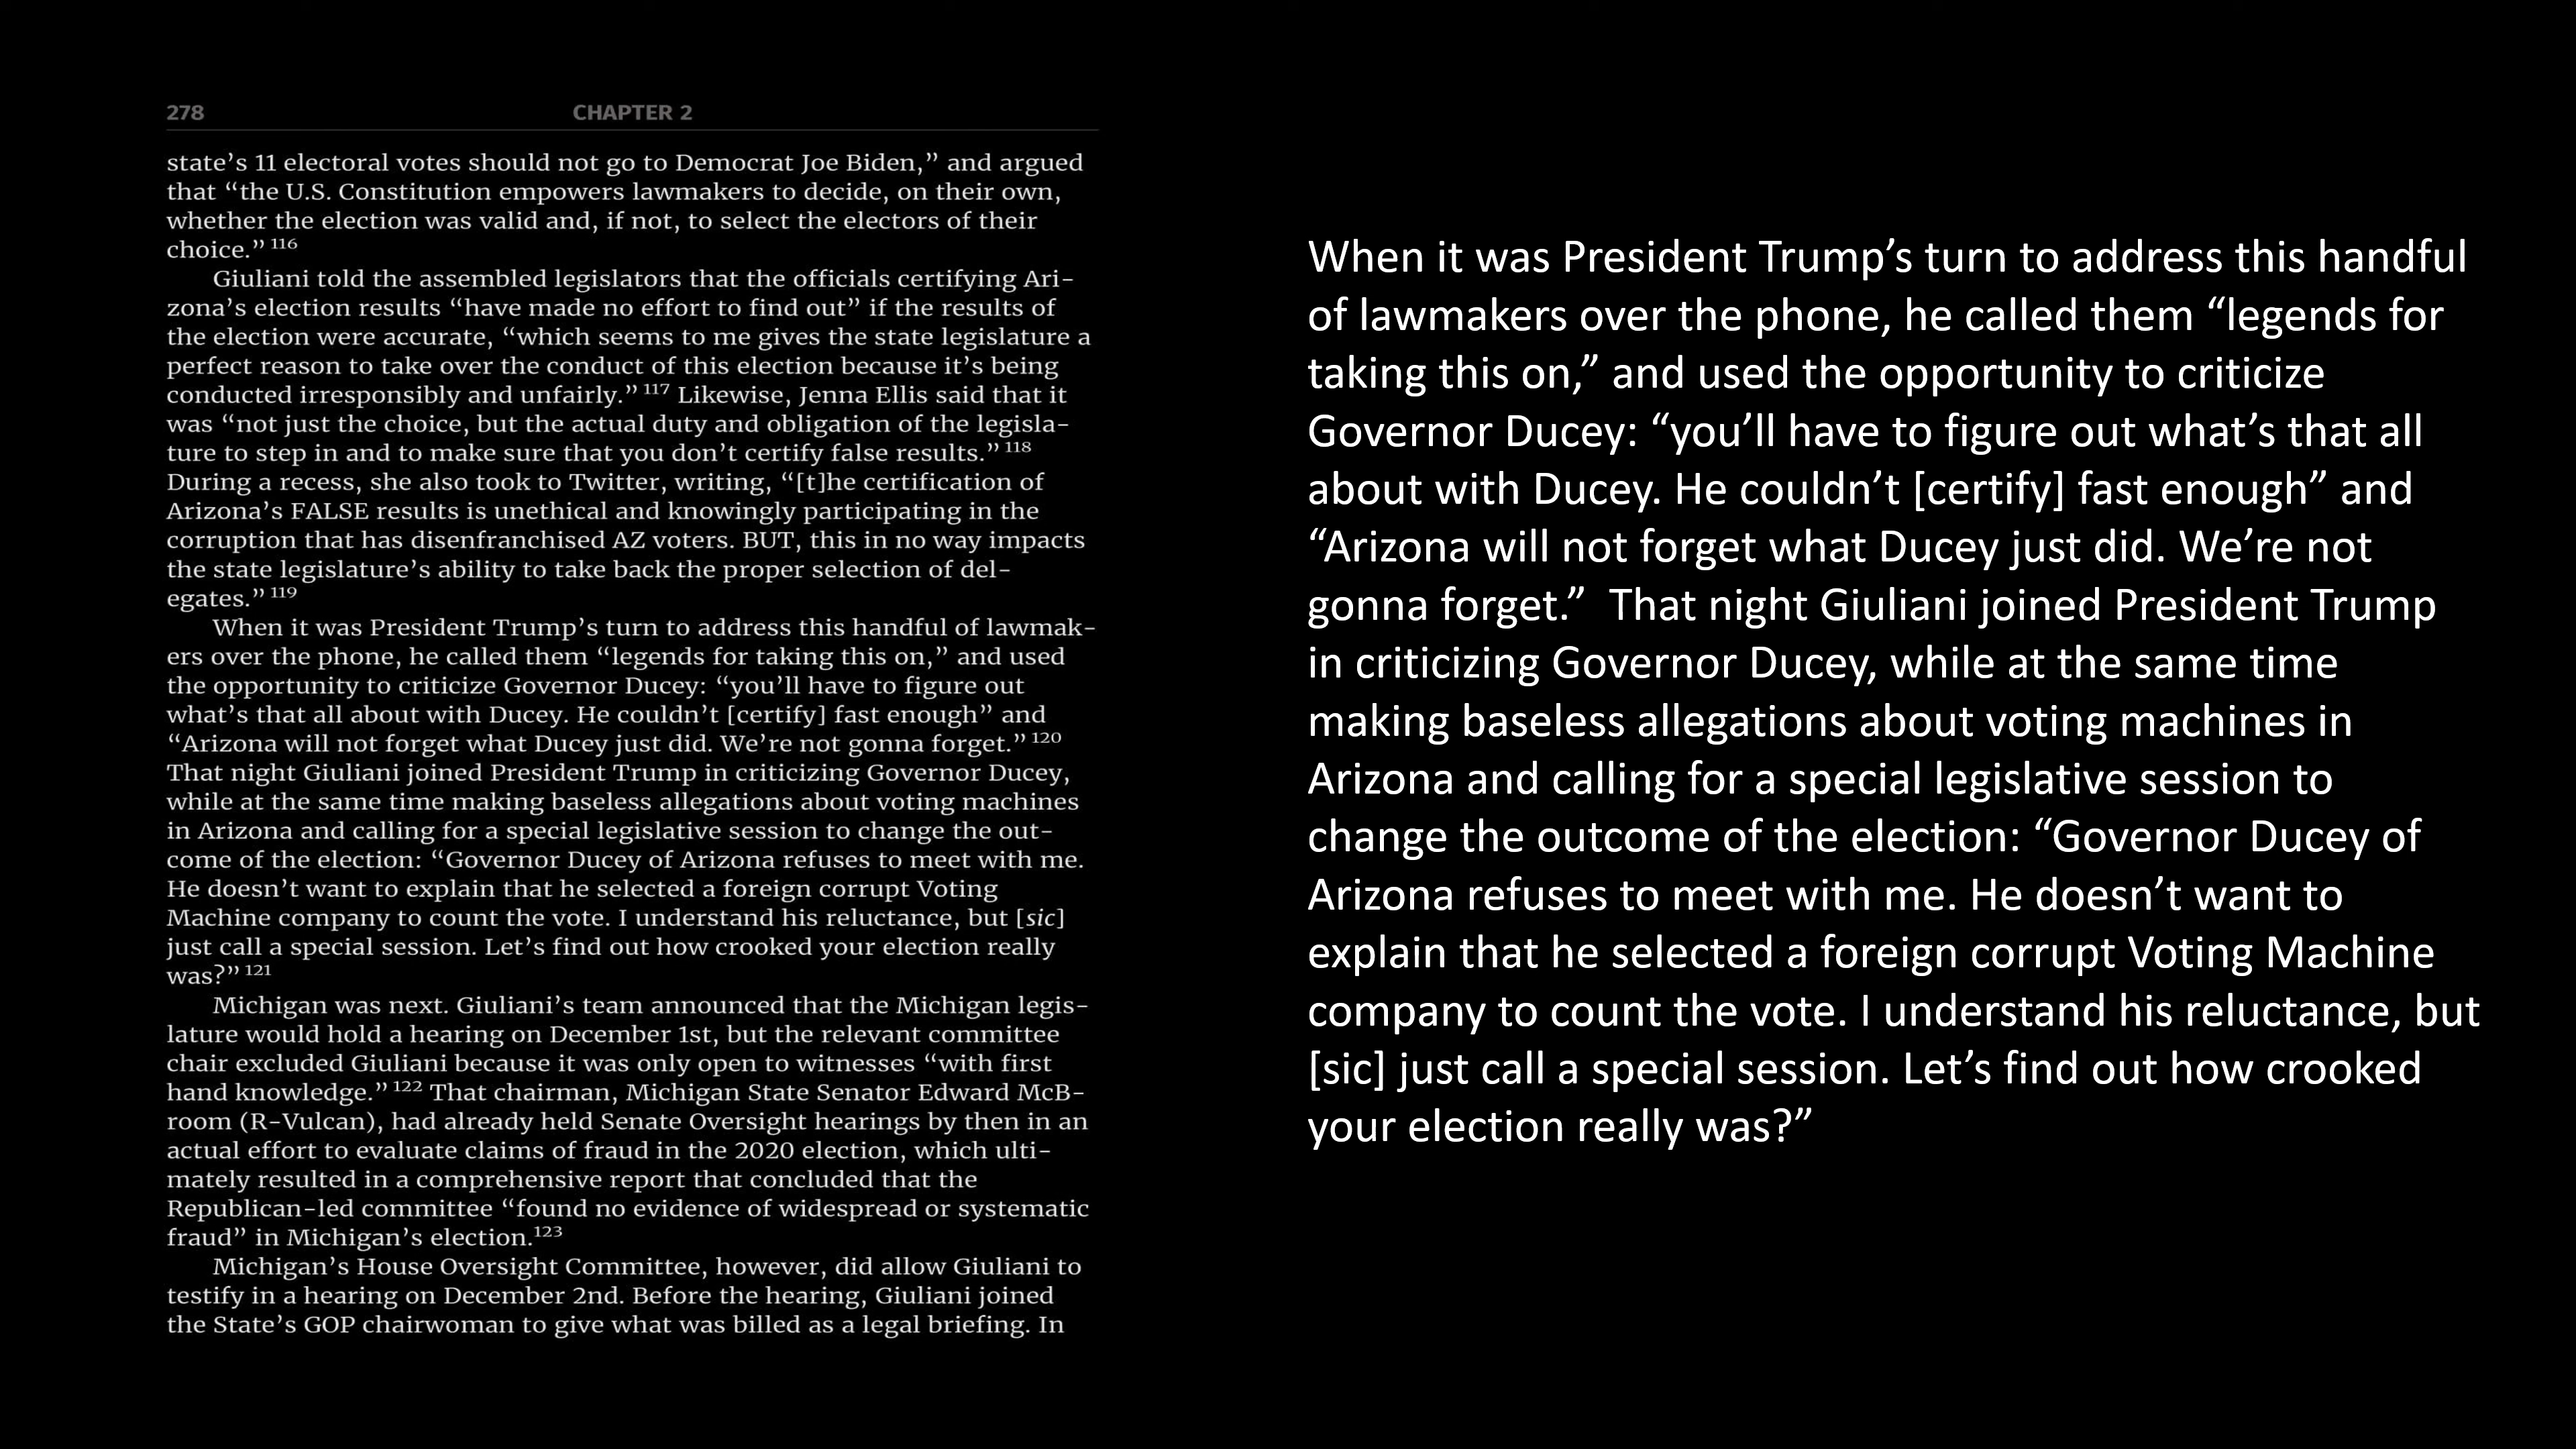 278 CHAPTER 2
state’s 11 electoral votes should not go to Democrat Joe Biden,” and argued
that “the U.S. Constitution empowers lawmakers to decide, on their own,
whether the election was valid and, if not, to select the electors of their
choice.” 116
Giuliani told the assembled legislators that the officials certifying Ari-
zona’s election results “have made no effort to find out” if the results of
the election were accurate, “which seems to me gives the state legislature a
perfect reason to take over the conduct of this election because it’s being
conducted irresponsibly and unfairly.” 117 Likewise, Jenna Ellis said that it
was “not just the choice, but the actual duty and obligation of the legisla-
ture to step in and to make sure that you don’t certify false results.” 118
During a recess, she also took to Twitter, writing, “[t]he certification of
Arizona’s FALSE results is unethical and knowingly participating in the
corruption that has disenfranchised AZ voters. BUT, this in no way impacts
the state legislature’s ability to take back the proper selection of del-
egates.” 119
When it was President Trump’s turn to address this handful of lawmak-
ers over the phone, he called them “legends for taking this on,” and used
the opportunity to criticize Governor Ducey: “you’ll have to figure out
what’s that all about with Ducey. He couldn’t [certify] fast enough” and
“Arizona will not forget what Ducey just did. We’re not gonna forget.” 120
That night Giuliani joined President Trump in criticizing Governor Ducey,
while at the same time making baseless allegations about voting machines
in Arizona and calling for a special legislative session to change the out-
come of the election: “Governor Ducey of Arizona refuses to meet with me.
He doesn’t want to explain that he selected a foreign corrupt Voting
Machine company to count the vote. I understand his reluctance, but [sic]
just call a special session. Let’s find out how crooked your election really
was?” 121
Michigan was next. Giuliani’s team announced that the Michigan legis-
lature would hold a hearing on December 1st, but the relevant committee
chair excluded Giuliani because it was only open to witnesses “with first
hand knowledge.” 122 That chairman, Michigan State Senator Edward McB-
room (R-Vulcan), had already held Senate Oversight hearings by then in an
actual effort to evaluate claims of fraud in the 2020 election, which ulti-
mately resulted in a comprehensive report that concluded that the
Republican-led committee “found no evidence of widespread or systematic
fraud” in Michigan’s election.123
Michigan’s House Oversight Committee, however, did allow Giuliani to
testify in a hearing on December 2nd. Before the hearing, Giuliani joined
the State’s GOP chairwoman to give what was billed as a legal briefing. In
When it was President Trump’s turn to address this handful
of lawmakers over the phone, he called them “legends for
taking this on,” and used the opportunity to criticize
Governor Ducey: “you’ll have to figure out what’s that all
about with Ducey. He couldn’t [certify] fast enough” and
“Arizona will not forget what Ducey just did. We’re not
gonna forget.”  That night Giuliani joined President Trump
in criticizing Governor Ducey, while at the same time
making baseless allegations about voting machines in
Arizona and calling for a special legislative session to
change the outcome of the election: “Governor Ducey of
Arizona refuses to meet with me. He doesn’t want to
explain that he selected a foreign corrupt Voting Machine
company to count the vote. I understand his reluctance, but
[sic] just call a special session. Let’s find out how crooked
your election really was?”